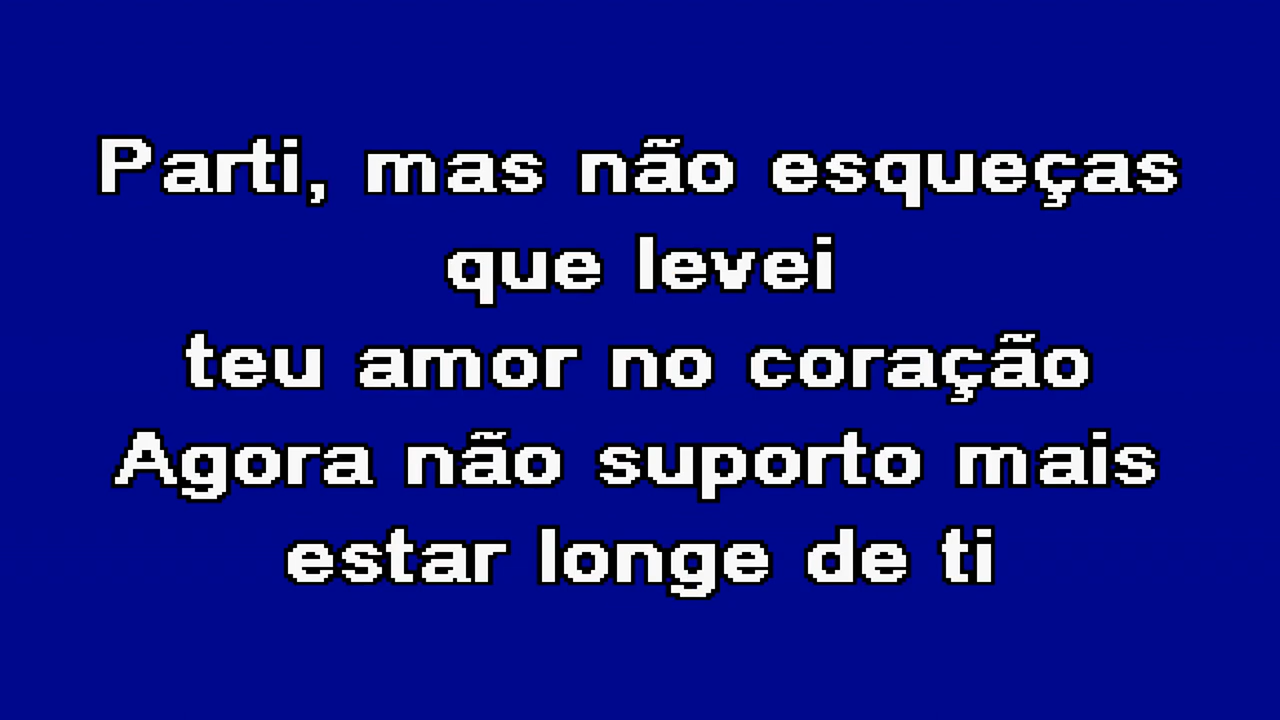 Parti, mas não esqueças
que levei
teu amor no coração
Agora não suporto mais
estar longe de ti